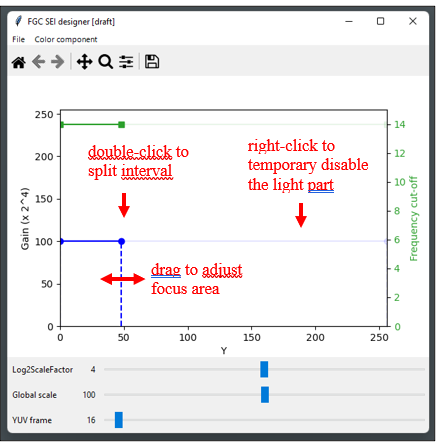 FGC SEI designer [draft]
File Color component
double-click to
split interval
right-click to
temporary disable
the light part
drag to adjust
focus area
Gain (x 2^4)
250
200
150
100
50
0
0 50 100 150 200 250
Y
14
12
10
8
6
4
2
0
Frequency cut-off
Log2ScaleFactor 4
Global scale 100
YUV frame 16